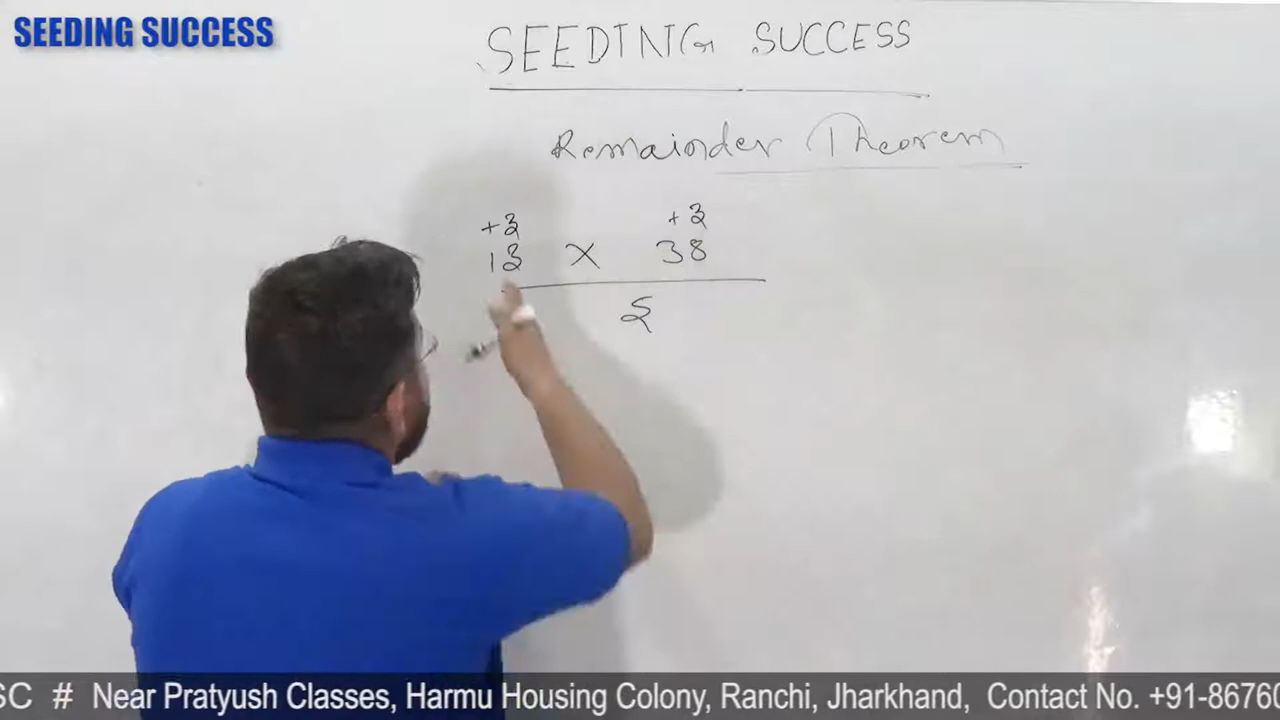 SEEDING SUCCESS
SEEDING SUCCESS
Remainder Theorem
+3 +3
13 X 38
5
SC # Near Pratyush Classes, Harmu Housing Colony, Ranchi, Jharkhand, Contact No. +91-8676